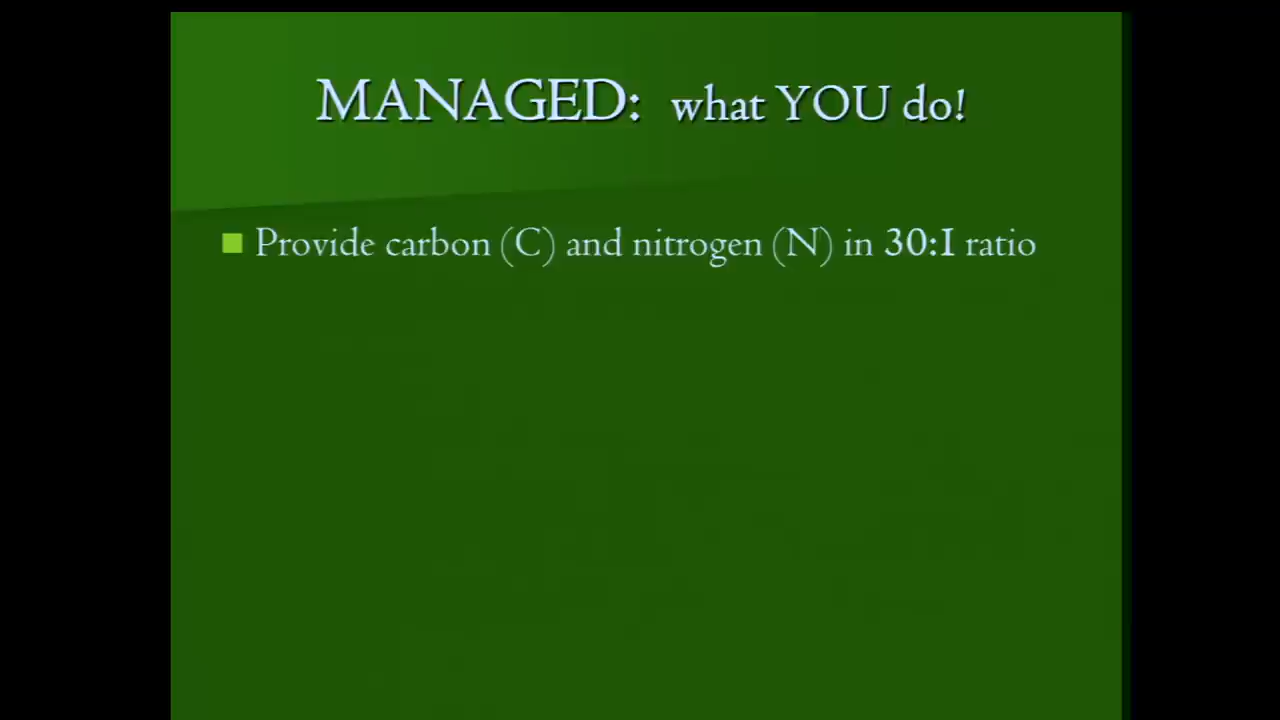 MANAGED: what YOU do!
Provide carbon (C) and nitrogen (N) in 30:1 ratio